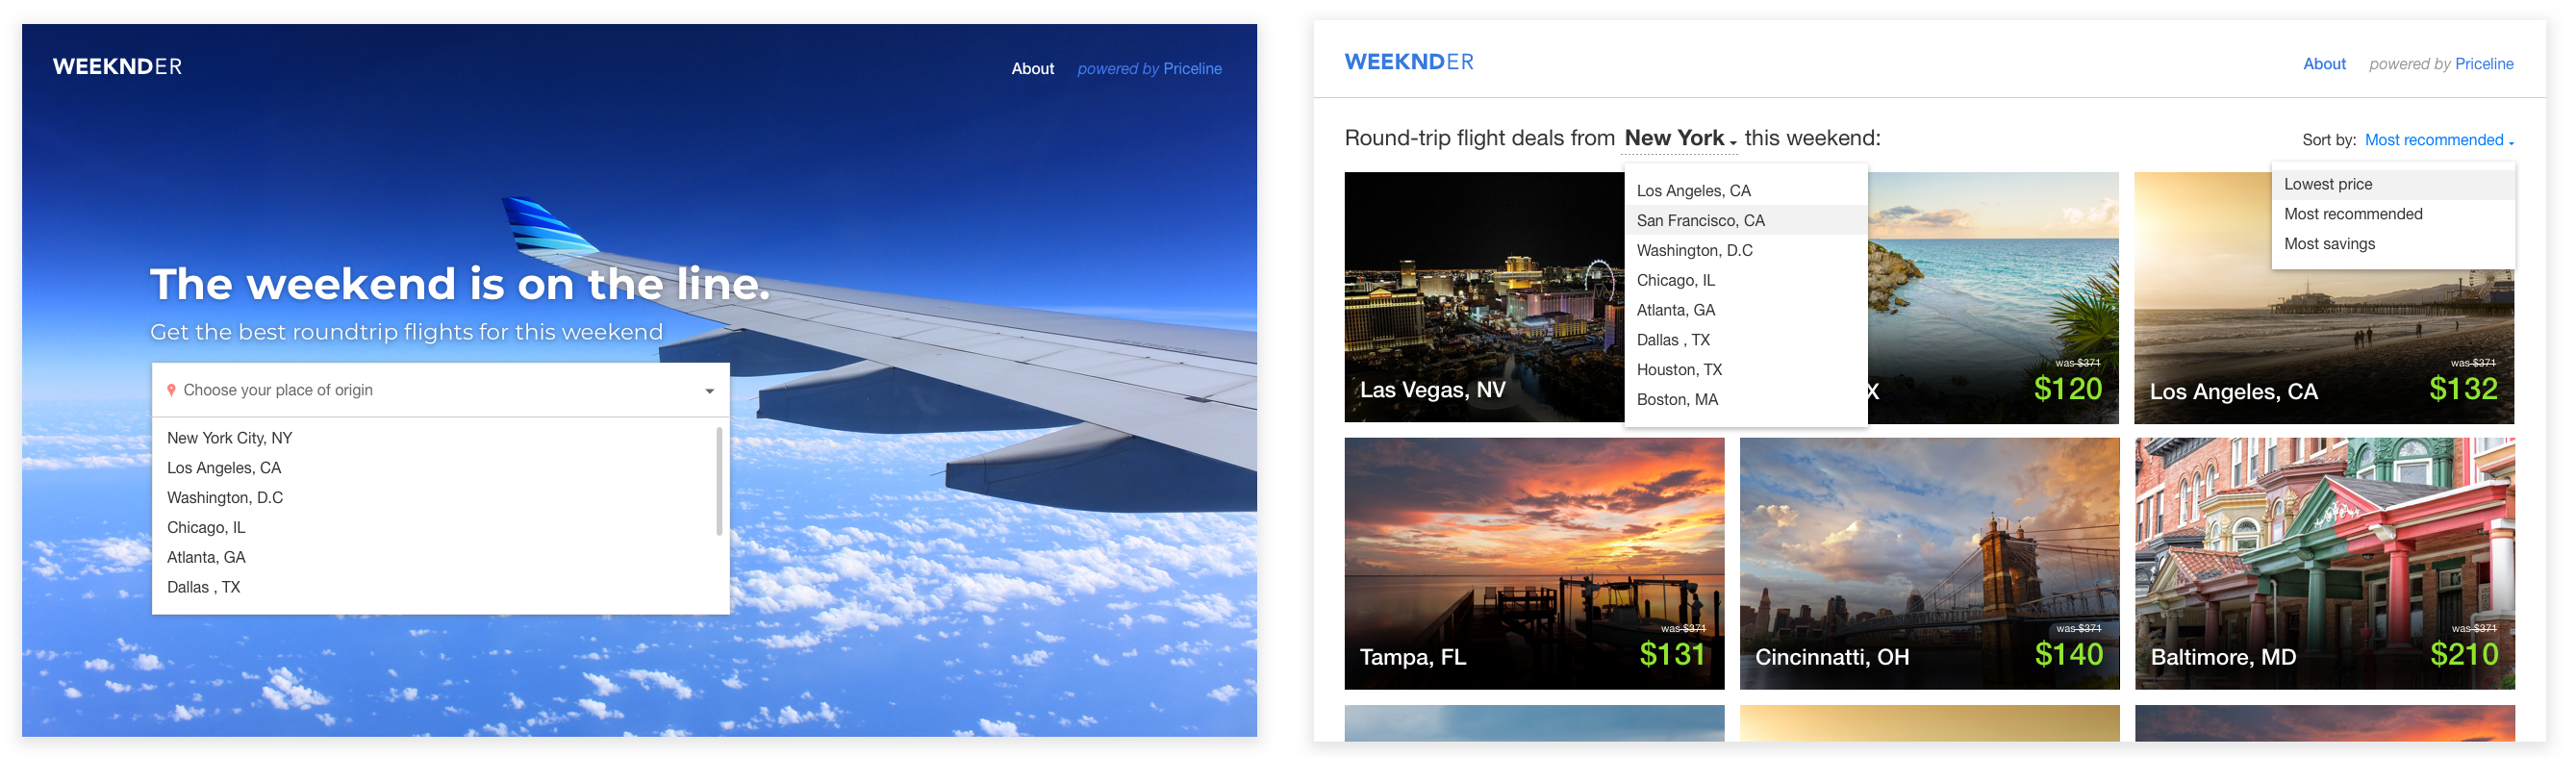 WEEKNDER
About powered by Priceline
The weekend is on the line.
Get the best roundtrip flights for this weekend
Choose your place of origin
New York City, NY
Los Angeles, CA
Washington, D.C
Chicago, IL
Atlanta, GA
Dallas , TX
WEEKNDER
About powered by Priceline
Round-trip flight deals from New York this weekend:
Sort by: Most recommended
Los Angeles, CA
San Francisco, CA
Washington, D.C
Chicago, IL
Atlanta, GA
Dallas , TX
Houston, TX
Boston, MA
Lowest price
Most recommended
Most savings
Las Vegas, NV
X
was $371
$120
Los Angeles, CA
was $371
$132
Tampa, FL
was $371
$131
Cincinnatti, OH
was $371
$140
Baltimore, MD
was $371
$210